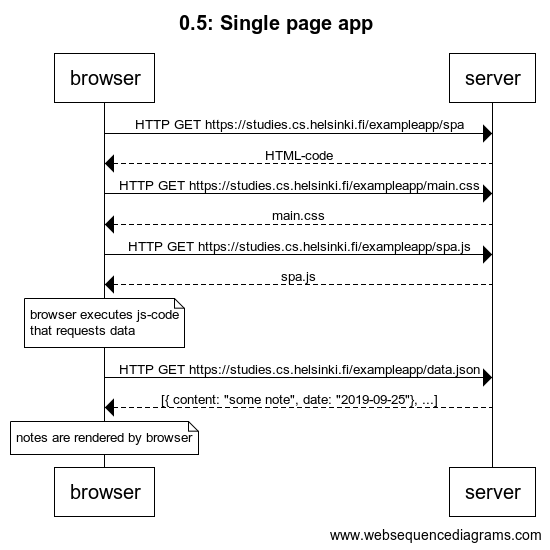 0.5: Single page app
browser
server
HTTP GET https://studies.cs.helsinki.fi/exampleapp/spa
HTML-code
HTTP GET https://studies.cs.helsinki.fi/exampleapp/main.css
main.css
HTTP GET https://studies.cs.helsinki.fi/exampleapp/spa.js
spa.js
browser executes js-code
that requests data
HTTP GET https://studies.cs.helsinki.fi/exampleapp/data.json
[{ content: "some note", date: "2019-09-25"}, ...]
notes are rendered by browser
browser
server
www.websequencediagrams.com